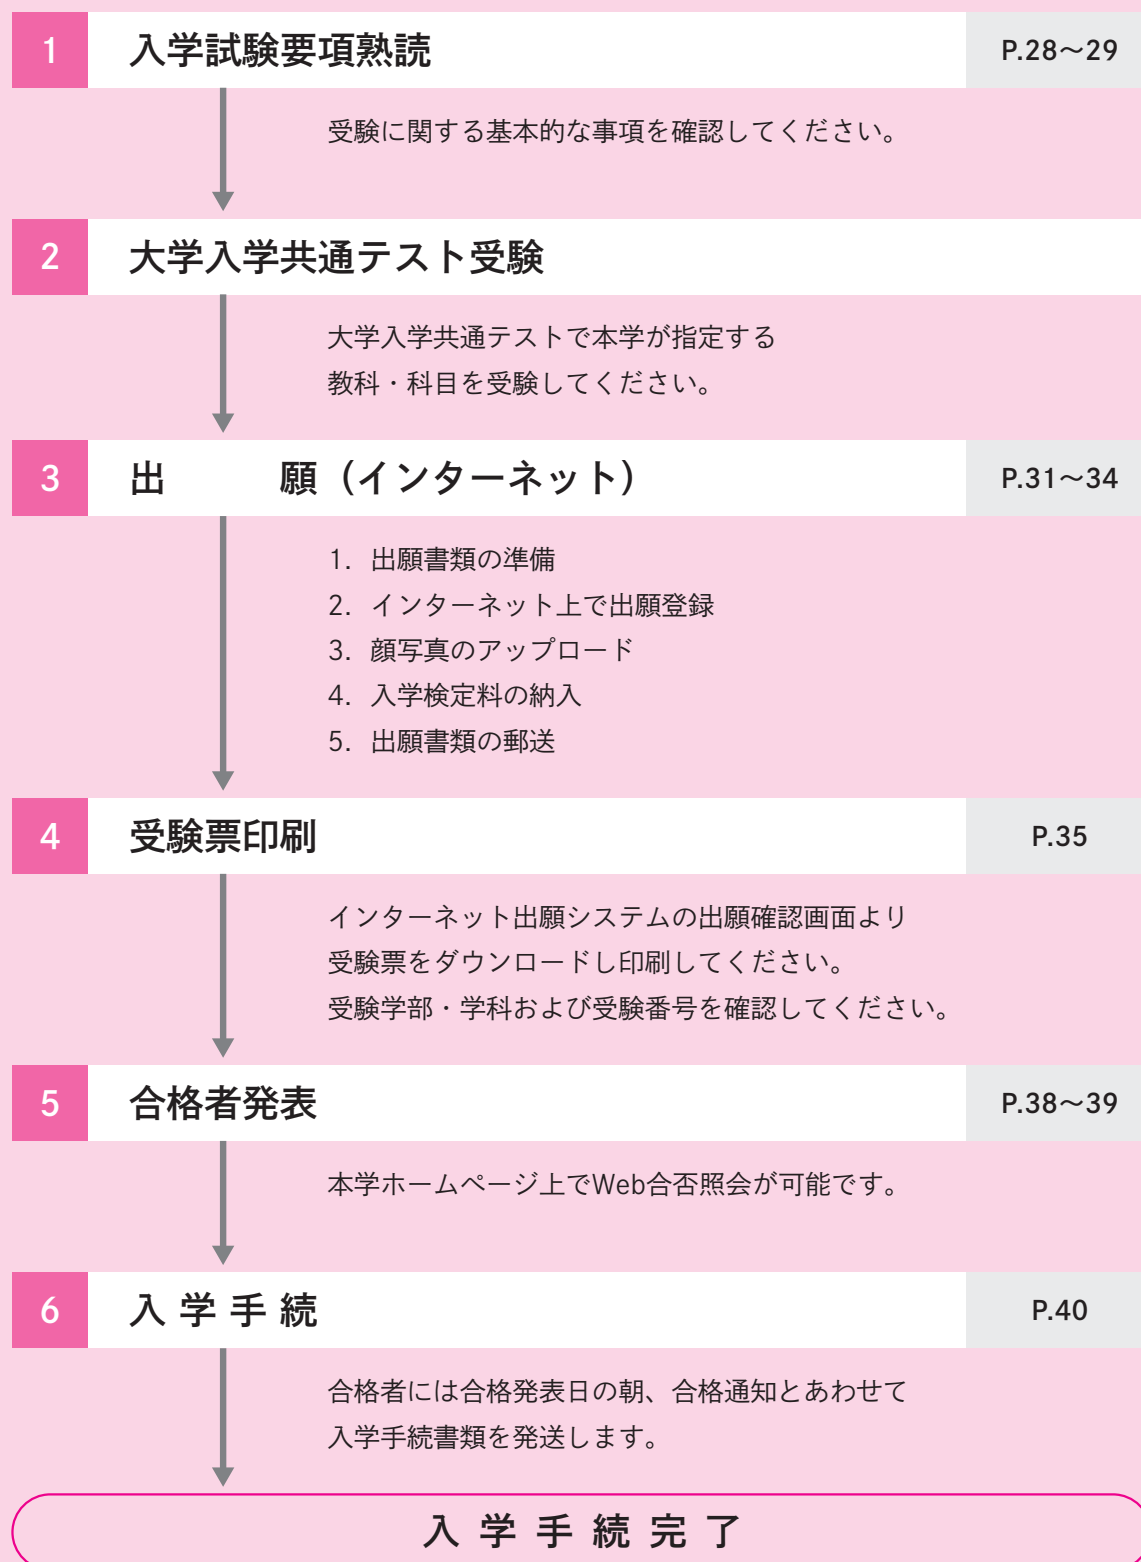 1 入学試験要項熟読 P.28～29
受験に関する基本的な事項を確認してください。
2 大学入学共通テスト受験
大学入学共通テストで本学が指定する
教科・科目を受験してください。
3 出　　願（インターネット） P.31～34
1．出願書類の準備
2．インターネット上で出願登録
3．顔写真のアップロード
4．入学検定料の納入
5．出願書類の郵送
4 受験票印刷 P.35
インターネット出願システムの出願確認画面より
受験票をダウンロードし印刷してください。
受験学部・学科および受験番号を確認してください。
5 合格者発表 P.38～39
本学ホームページ上でWeb合否照会が可能です。
6 入 学 手 続 P.40
合格者には合格発表日の朝、合格通知とあわせて
入学手続書類を発送します。
入 学 手 続 完 了